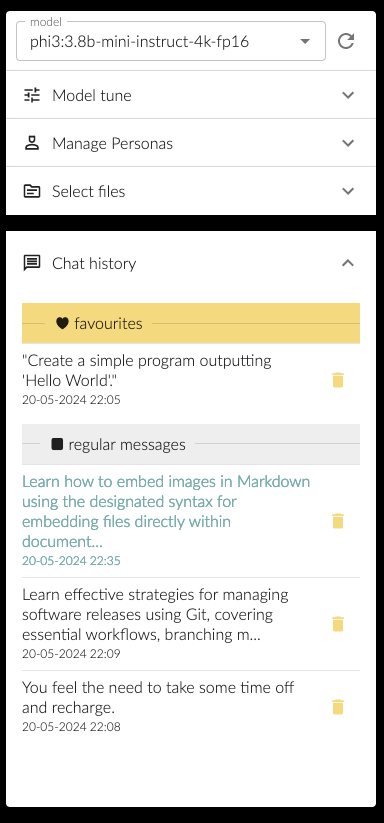 model
phi3:3.8b-mini-instruct-4k-fp16
Model tune
Manage Personas
Select files
Chat history
favourites
"Create a simple program outputting
'Hello World'."
20-05-2024 22:05
regular messages
Learn how to embed images in Markdown
using the designated syntax for
embedding files directly within
document...
20-05-2024 22:35
Learn effective strategies for managing
software releases using Git, covering
essential workflows, branching m...
20-05-2024 22:09
You feel the need to take some time off
and recharge.
20-05-2024 22:08